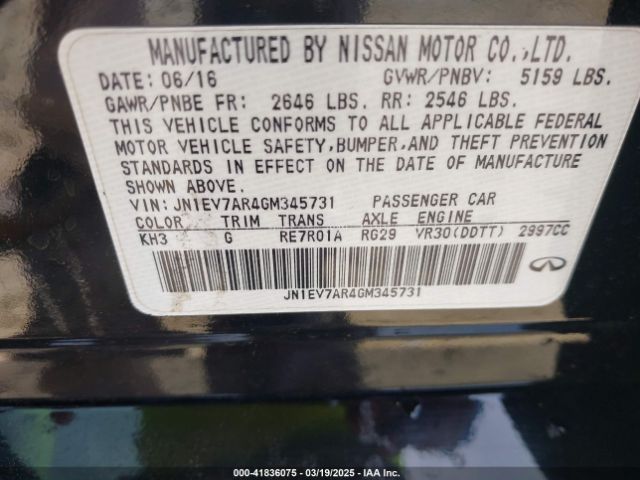 MANUFACTURED BY NISSAN MOTOR CO.,LTD.
DATE: 06/16 GVWR/PNBV: 5159 LBS.
GAWR/PNBE FR: 2646 LBS. RR: 2546 LBS.
THIS VEHICLE CONFORMS TO ALL APPLICABLE FEDERAL
MOTOR VEHICLE SAFETY,BUMPER,AND THEFT PREVENTION
STANDARDS IN EFFECT ON THE DATE OF MANUFACTURE
SHOWN ABOVE.
VIN: JN1EV7AR4GM345731 PASSENGER CAR
COLOR TRIM TRANS AXLE ENGINE
KH3 G RE7R01A RG29 VR30(DDTT) 2997CC
JN1EV7AR4GM345731
INFINITI
000-41836075 — 03/19/2025 — IAA Inc.